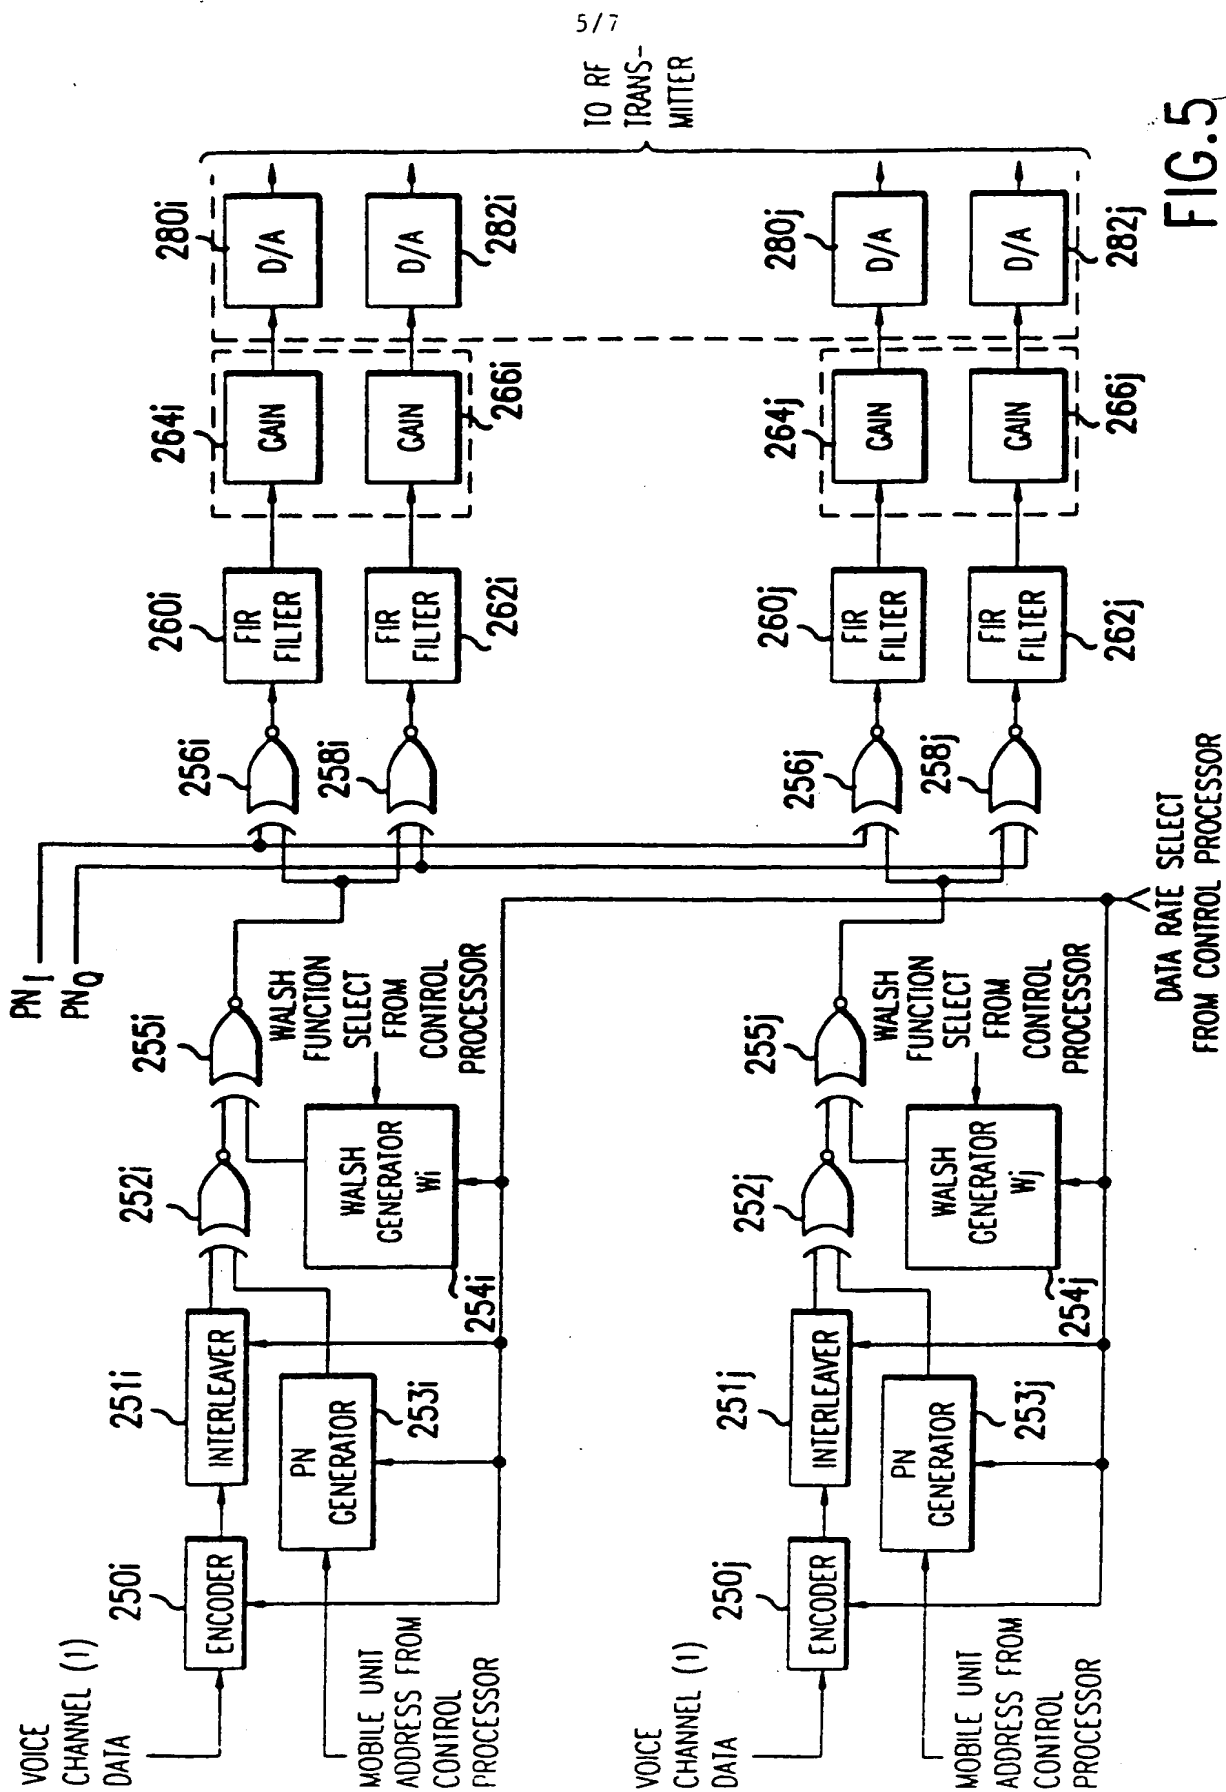 5/7
VOICE
CHANNEL (1)
DATA
250i
ENCODER
251i
INTERLEAVER
MOBILE UNIT
ADDRESS FROM
CONTROL
PROCESSOR
PN
GENERATOR
253i
252i
WALSH
GENERATOR
Wi
254i
255i
WALSH
FUNCTION
SELECT
FROM
CONTROL
PROCESSOR
PNI
PNQ
256i
258i
260i
FIR
FILTER
FIR
FILTER
262i
264i
GAIN
GAIN
266i
280i
D/A
D/A
282i
TO RF
TRANS-
MITTER
VOICE
CHANNEL (1)
DATA
250j
ENCODER
251j
INTERLEAVER
MOBILE UNIT
ADDRESS FROM
CONTROL
PROCESSOR
PN
GENERATOR
253j
252j
WALSH
GENERATOR
Wj
254j
255j
WALSH
FUNCTION
SELECT
FROM
CONTROL
PROCESSOR
256j
258j
260j
FIR
FILTER
FIR
FILTER
262j
264j
GAIN
GAIN
266j
280j
D/A
D/A
282j
DATA RATE SELECT
FROM CONTROL PROCESSOR
FIG.5